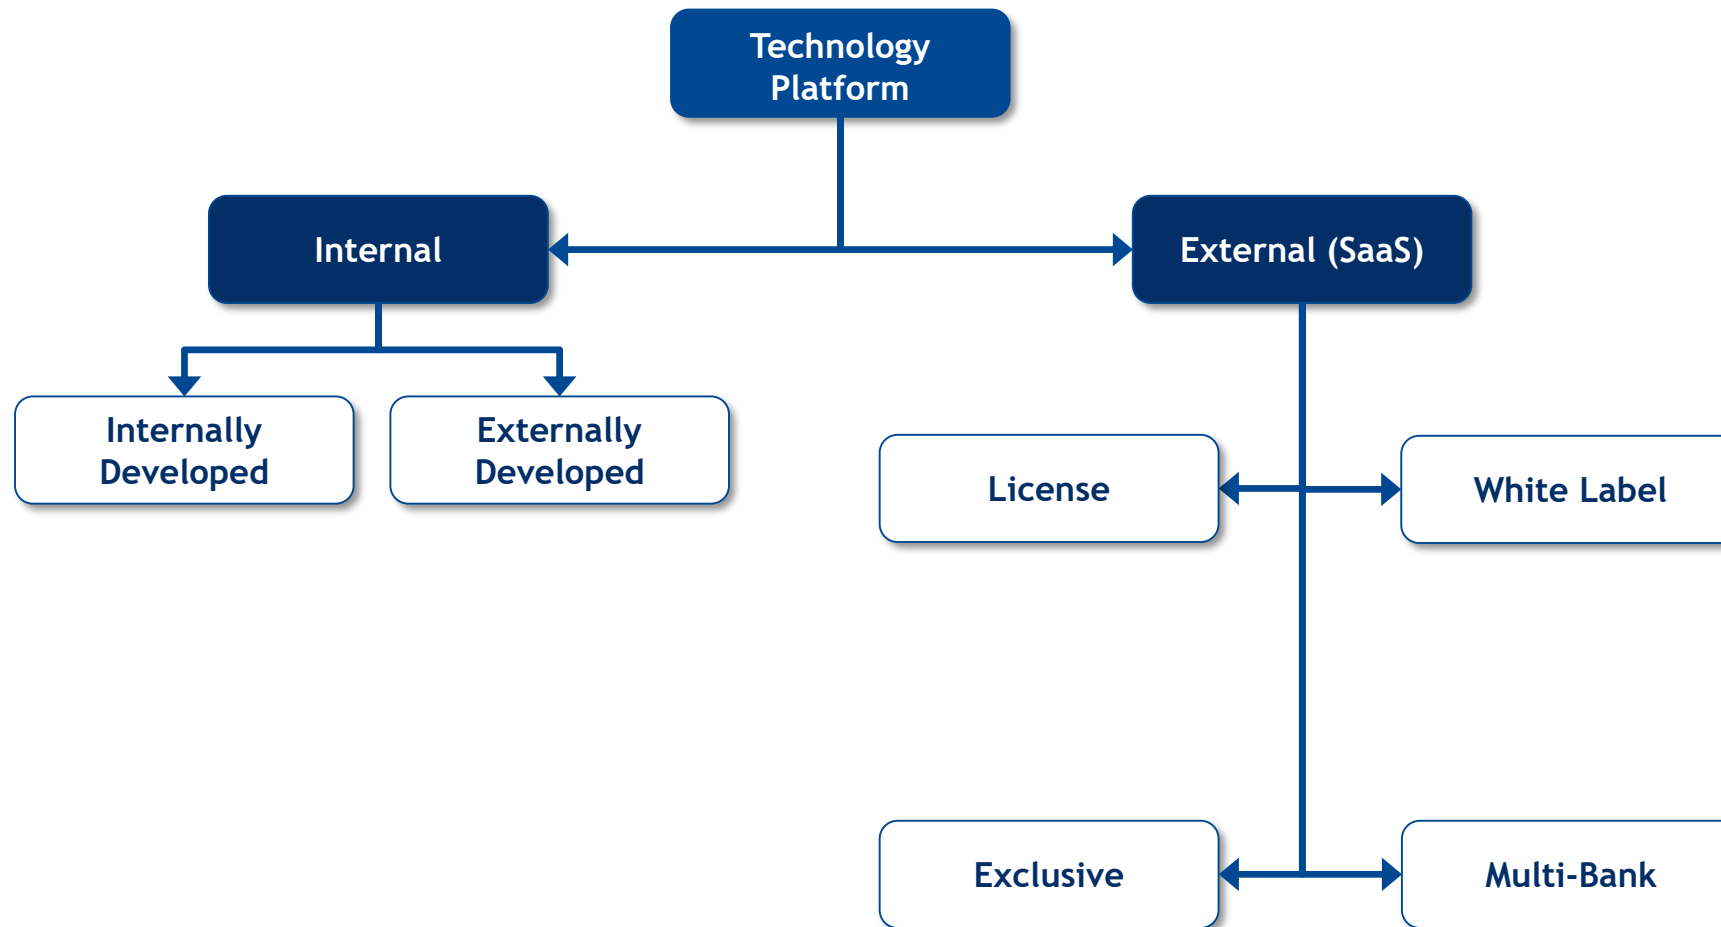 Technology
Platform
Internal
External (SaaS)
Internally
Developed
Externally
Developed
License
White Label
Exclusive
Multi-Bank